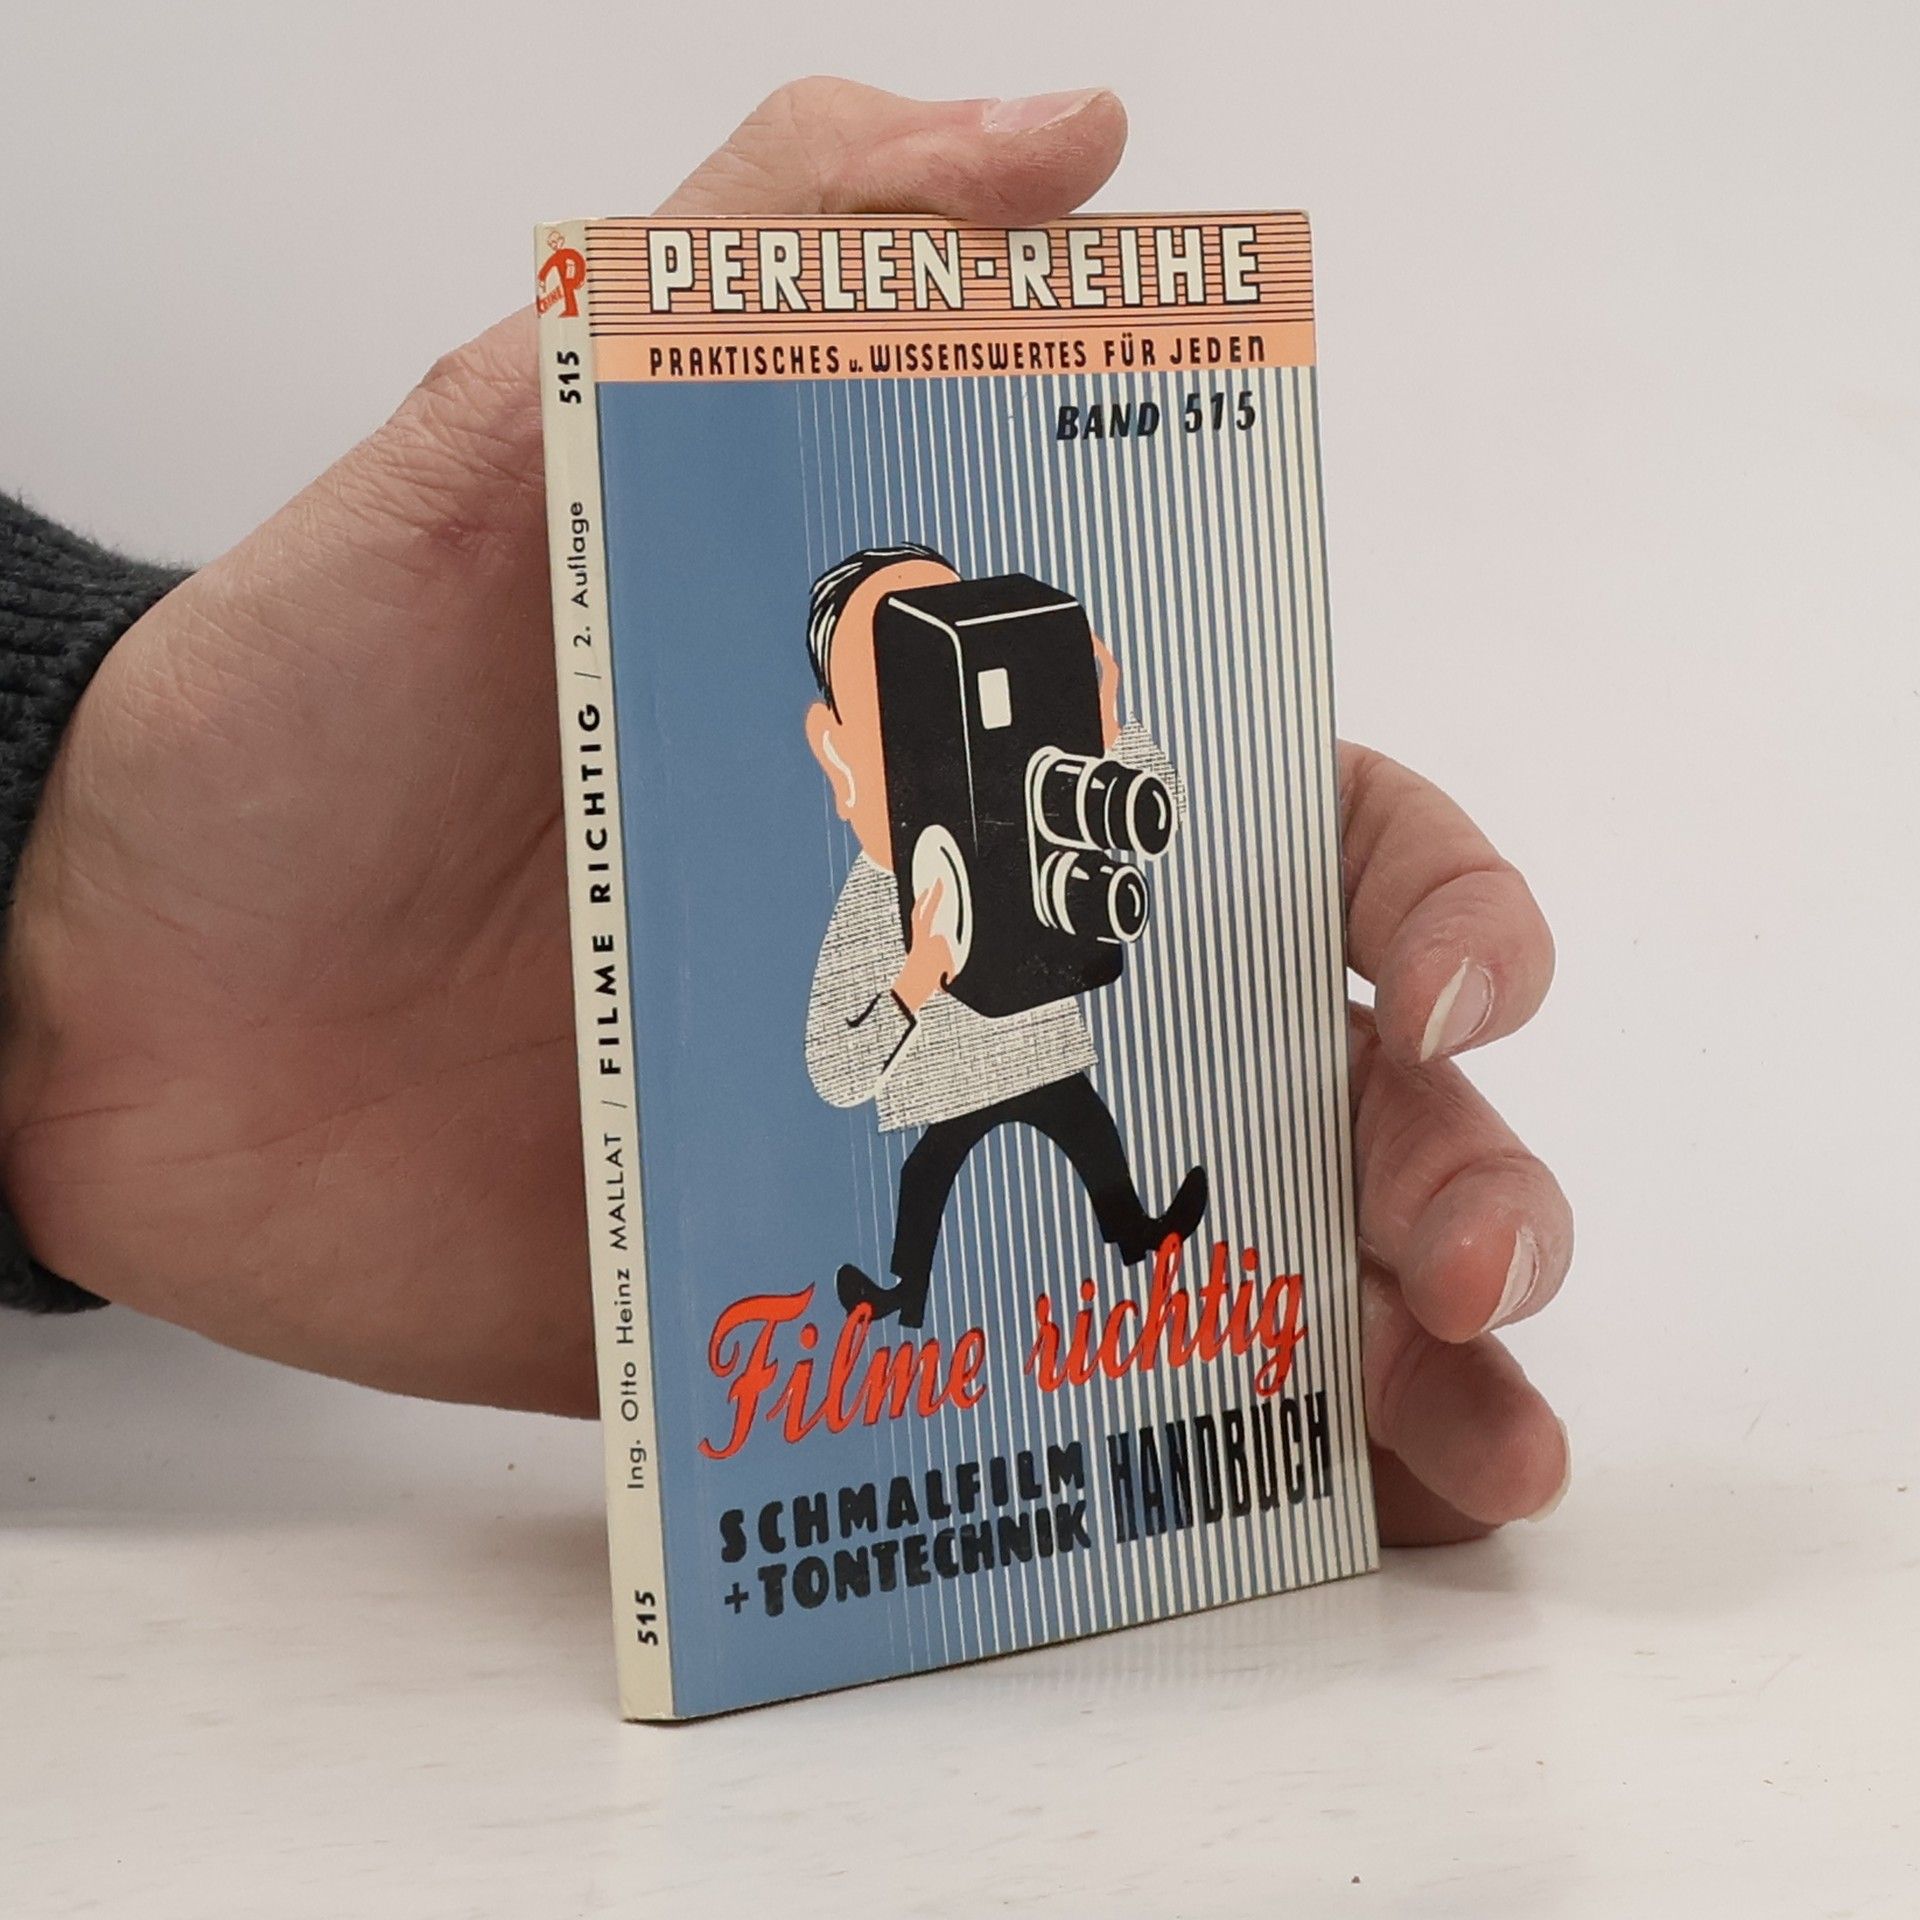 PERLEN-REIHE
PRAKTISCHES u. WISSENSWERTES FÜR JEDEN
BAND 515
Filme richtig
SCHMALFILM
+TONTECHNIK
HANDBUCH
515
Ing. Otto Heinz MALLAT / FILME RICHTIG / 2. Auflage
515